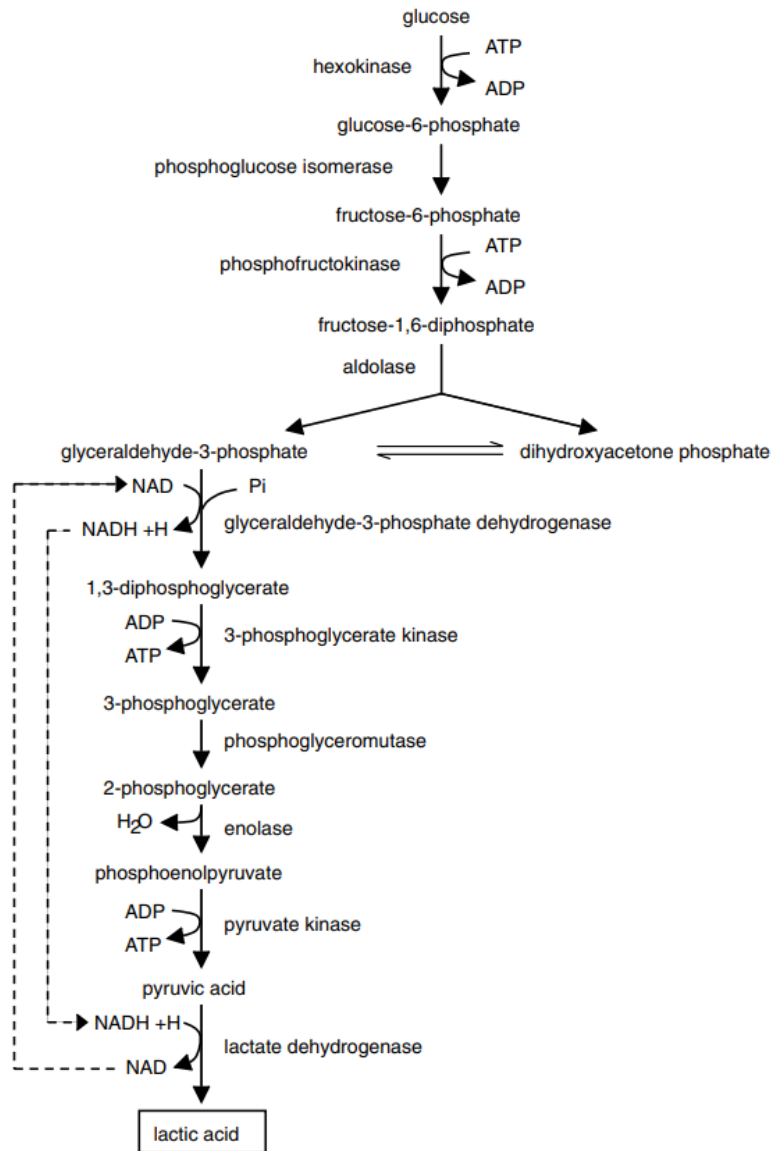 glucose
ATP
hexokinase
ADP
glucose-6-phosphate
phosphoglucose isomerase
fructose-6-phosphate
ATP
phosphofructokinase
ADP
fructose-1,6-diphosphate
aldolase
glyceraldehyde-3-phosphate
dihydroxyacetone phosphate
NAD
Pi
NADH +H
glyceraldehyde-3-phosphate dehydrogenase
1,3-diphosphoglycerate
ADP
3-phosphoglycerate kinase
ATP
3-phosphoglycerate
phosphoglyceromutase
2-phosphoglycerate
H2O
enolase
phosphoenolpyruvate
ADP
pyruvate kinase
ATP
pyruvic acid
NADH +H
lactate dehydrogenase
NAD
lactic acid